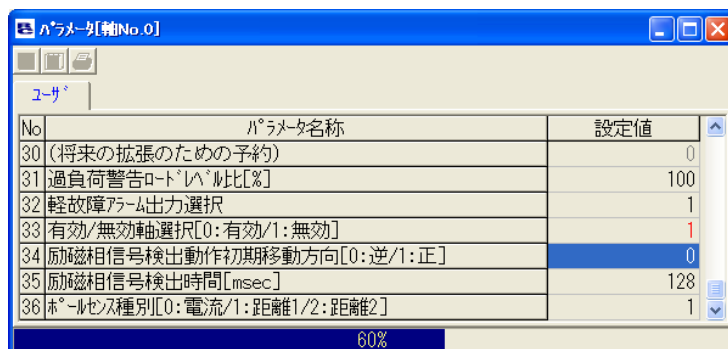 パラメータ[軸No.0]
ユーザ
No パラメータ名称 設定値
30 (将来の拡張のための予約) 0
31 過負荷警告ロードレベル比[%] 100
32 軽故障アラーム出力選択 1
33 有効/無効軸選択[0:有効/1:無効] 1
34 励磁相信号検出動作初期移動方向[0:逆/1:正] 0
35 励磁相信号検出時間[msec] 128
36 ポールセンス種別[0:電流/1:距離1/2:距離2] 1
60%